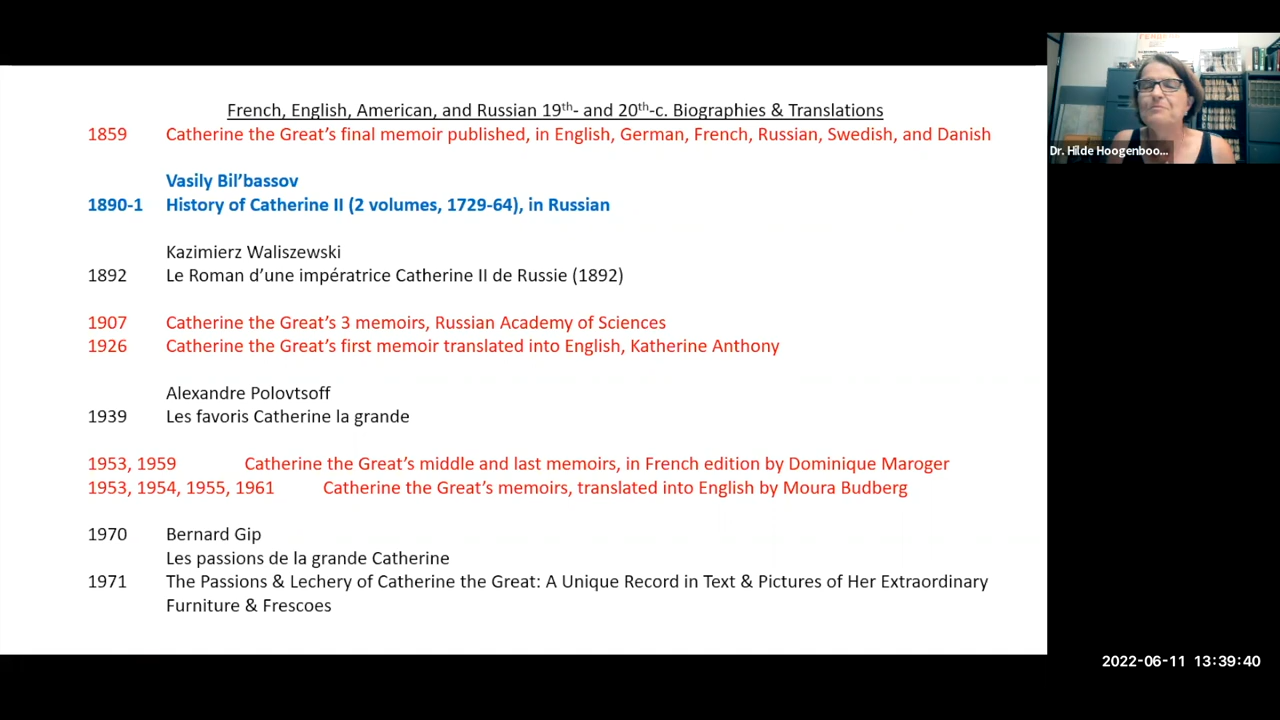 French, English, American, and Russian 19th- and 20th-c. Biographies & Translations
1859 Catherine the Great's final memoir published, in English, German, French, Russian, Swedish, and Danish
Vasily Bil'bassov
1890-1 History of Catherine II (2 volumes, 1729-64), in Russian
Kazimierz Waliszewski
1892 Le Roman d'une impératrice Catherine II de Russie (1892)
1907 Catherine the Great's 3 memoirs, Russian Academy of Sciences
1926 Catherine the Great's first memoir translated into English, Katherine Anthony
Alexandre Polovtsoff
1939 Les favoris Catherine la grande
1953, 1959 Catherine the Great's middle and last memoirs, in French edition by Dominique Maroger
1953, 1954, 1955, 1961 Catherine the Great's memoirs, translated into English by Moura Budberg
1970 Bernard Gip
Les passions de la grande Catherine
1971 The Passions & Lechery of Catherine the Great: A Unique Record in Text & Pictures of Her Extraordinary
Furniture & Frescoes
Dr. Hilde Hoogenboo...
2022-06-11 13:39:40